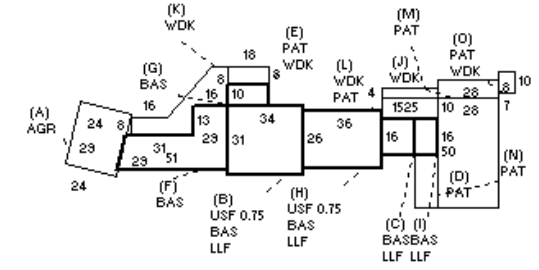 (K)
WDK
(G)
BAS
(E)
PAT
WDK
(L)
WDK
PAT
(M)
PAT
(J)
WDK
(O)
PAT
WDK
(A)
AGR
18
8
8
16
10
16
24
8
29
24
13
29
31
29
51
34
31
26
36
4
1525
16
10
28
28
8
10
7
16
50
(F)
BAS
(B)
USF 0.75
BAS
LLF
(H)
USF 0.75
BAS
LLF
(C)
BAS
LLF
(I)
BAS
LLF
(D)
PAT
(N)
PAT